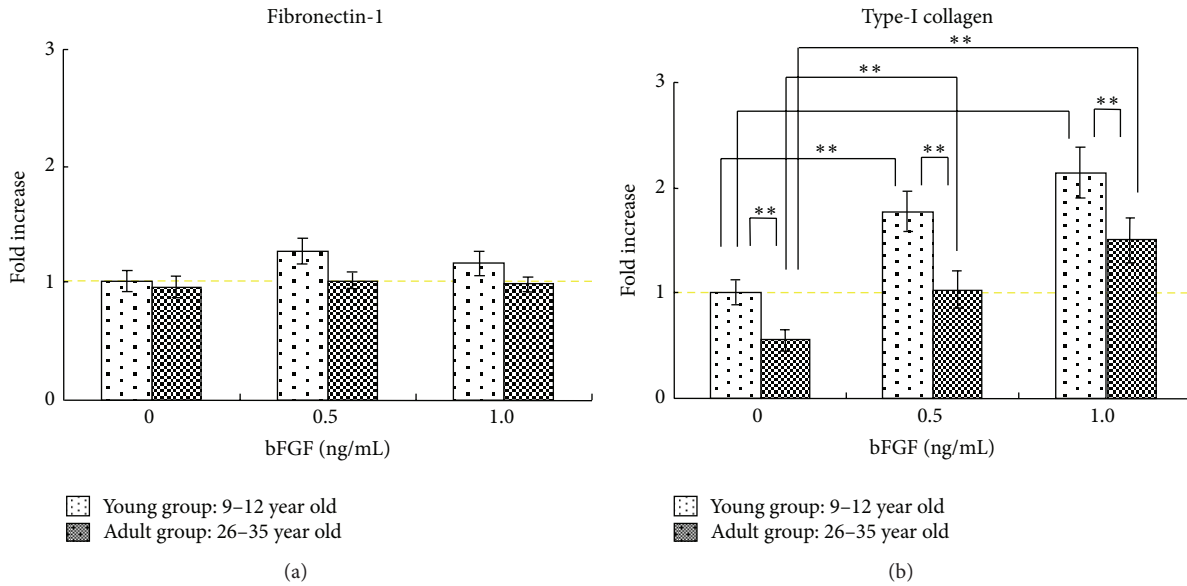 Fibronectin-1
3
2
1
0
Fold increase
0
0.5
1.0
bFGF (ng/mL)
Young group: 9–12 year old
Adult group: 26–35 year old
(a)
Type-I collagen
**
**
**
**
**
**
3
2
1
0
Fold increase
0
0.5
1.0
bFGF (ng/mL)
Young group: 9–12 year old
Adult group: 26–35 year old
(b)